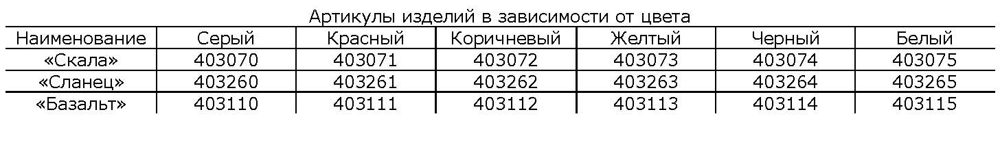 Артикулы изделий в зависимости от цвета
Наименование Серый Красный Коричневый Желтый Черный Белый
«Скала» 403070 403071 403072 403073 403074 403075
«Сланец» 403260 403261 403262 403263 403264 403265
«Базальт» 403110 403111 403112 403113 403114 403115